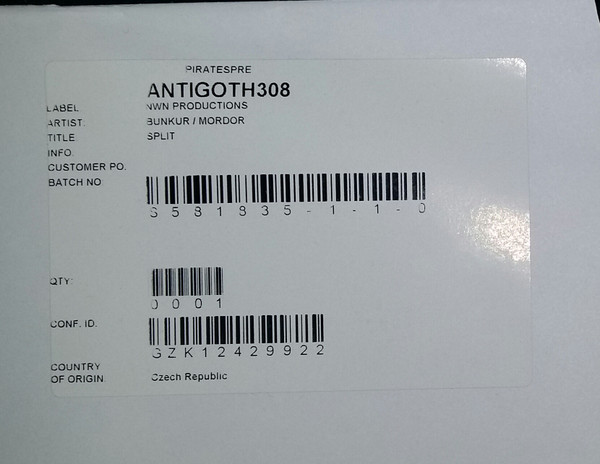 PIRATESPRE
ANTIGOTH308
LABEL NWN PRODUCTIONS
ARTIST. BUNKUR / MORDOR
TITLE SPLIT
INFO.
CUSTOMER PO.
BATCH NO
S581935-1-1-0
QTY:
0001
CONF. ID.
GZK12429922
COUNTRY
OF ORIGIN Czech Republic